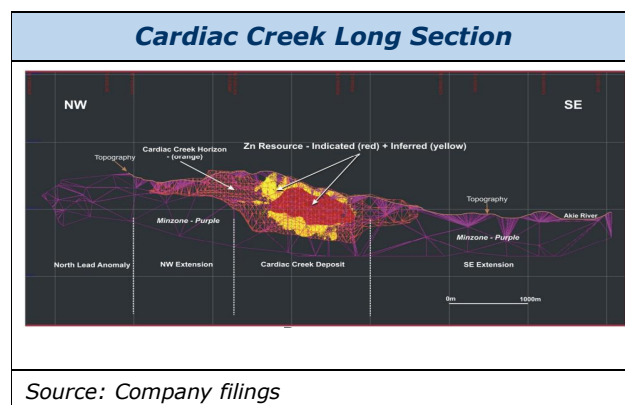 Cardiac Creek Long Section
NW
SE
Zn Resource - Indicated (red) + Inferred (yellow)
Cardiac Creek Horizon
- (orange)
Topography
Topography
Akie River
Minzone - Purple
Minzone - Purple
North Lead Anomaly
NW Extension
Cardiac Creek Deposit
SE Extension
0m
1000m
Source: Company filings